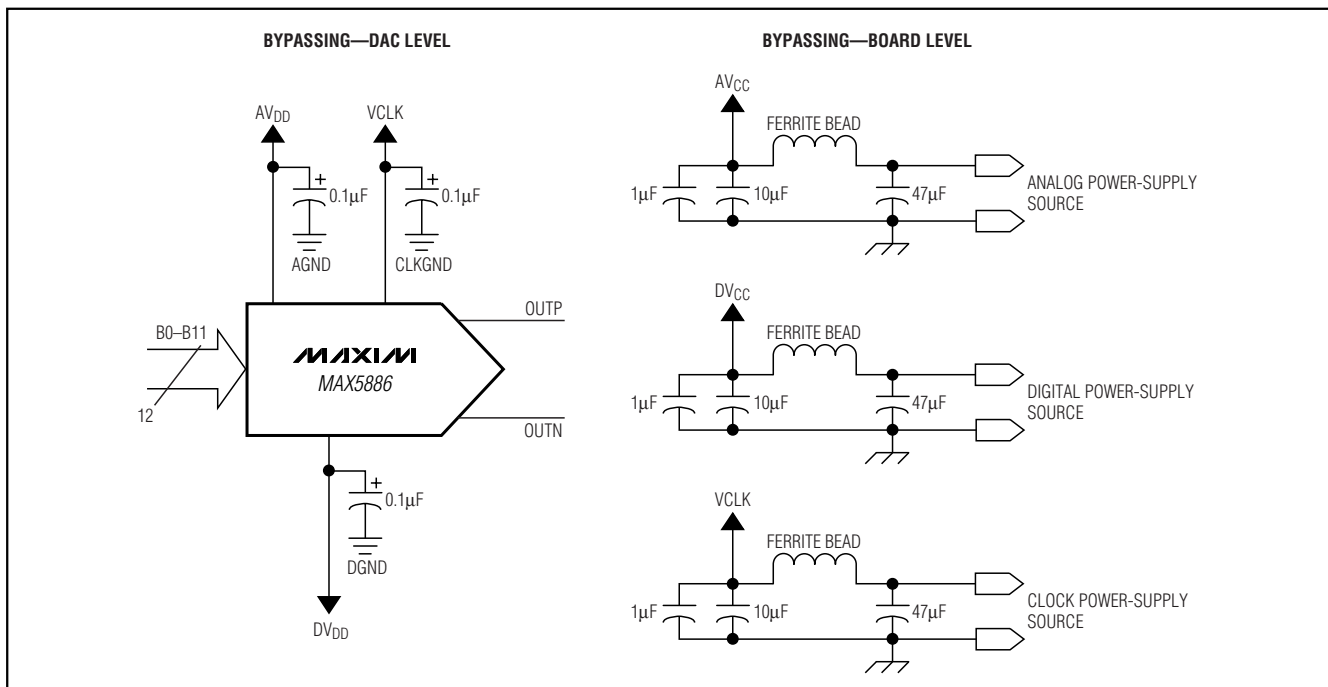 BYPASSING—DAC LEVEL
AVDD
VCLK
+
0.1µF
+
0.1µF
AGND
CLKGND
B0–B11
12
MAXIM
MAX5886
OUTP
OUTN
+
0.1µF
DGND
DVDD
BYPASSING—BOARD LEVEL
AVCC
FERRITE BEAD
1µF
10µF
47µF
ANALOG POWER-SUPPLY
SOURCE
DVCC
FERRITE BEAD
1µF
10µF
47µF
DIGITAL POWER-SUPPLY
SOURCE
VCLK
FERRITE BEAD
1µF
10µF
47µF
CLOCK POWER-SUPPLY
SOURCE